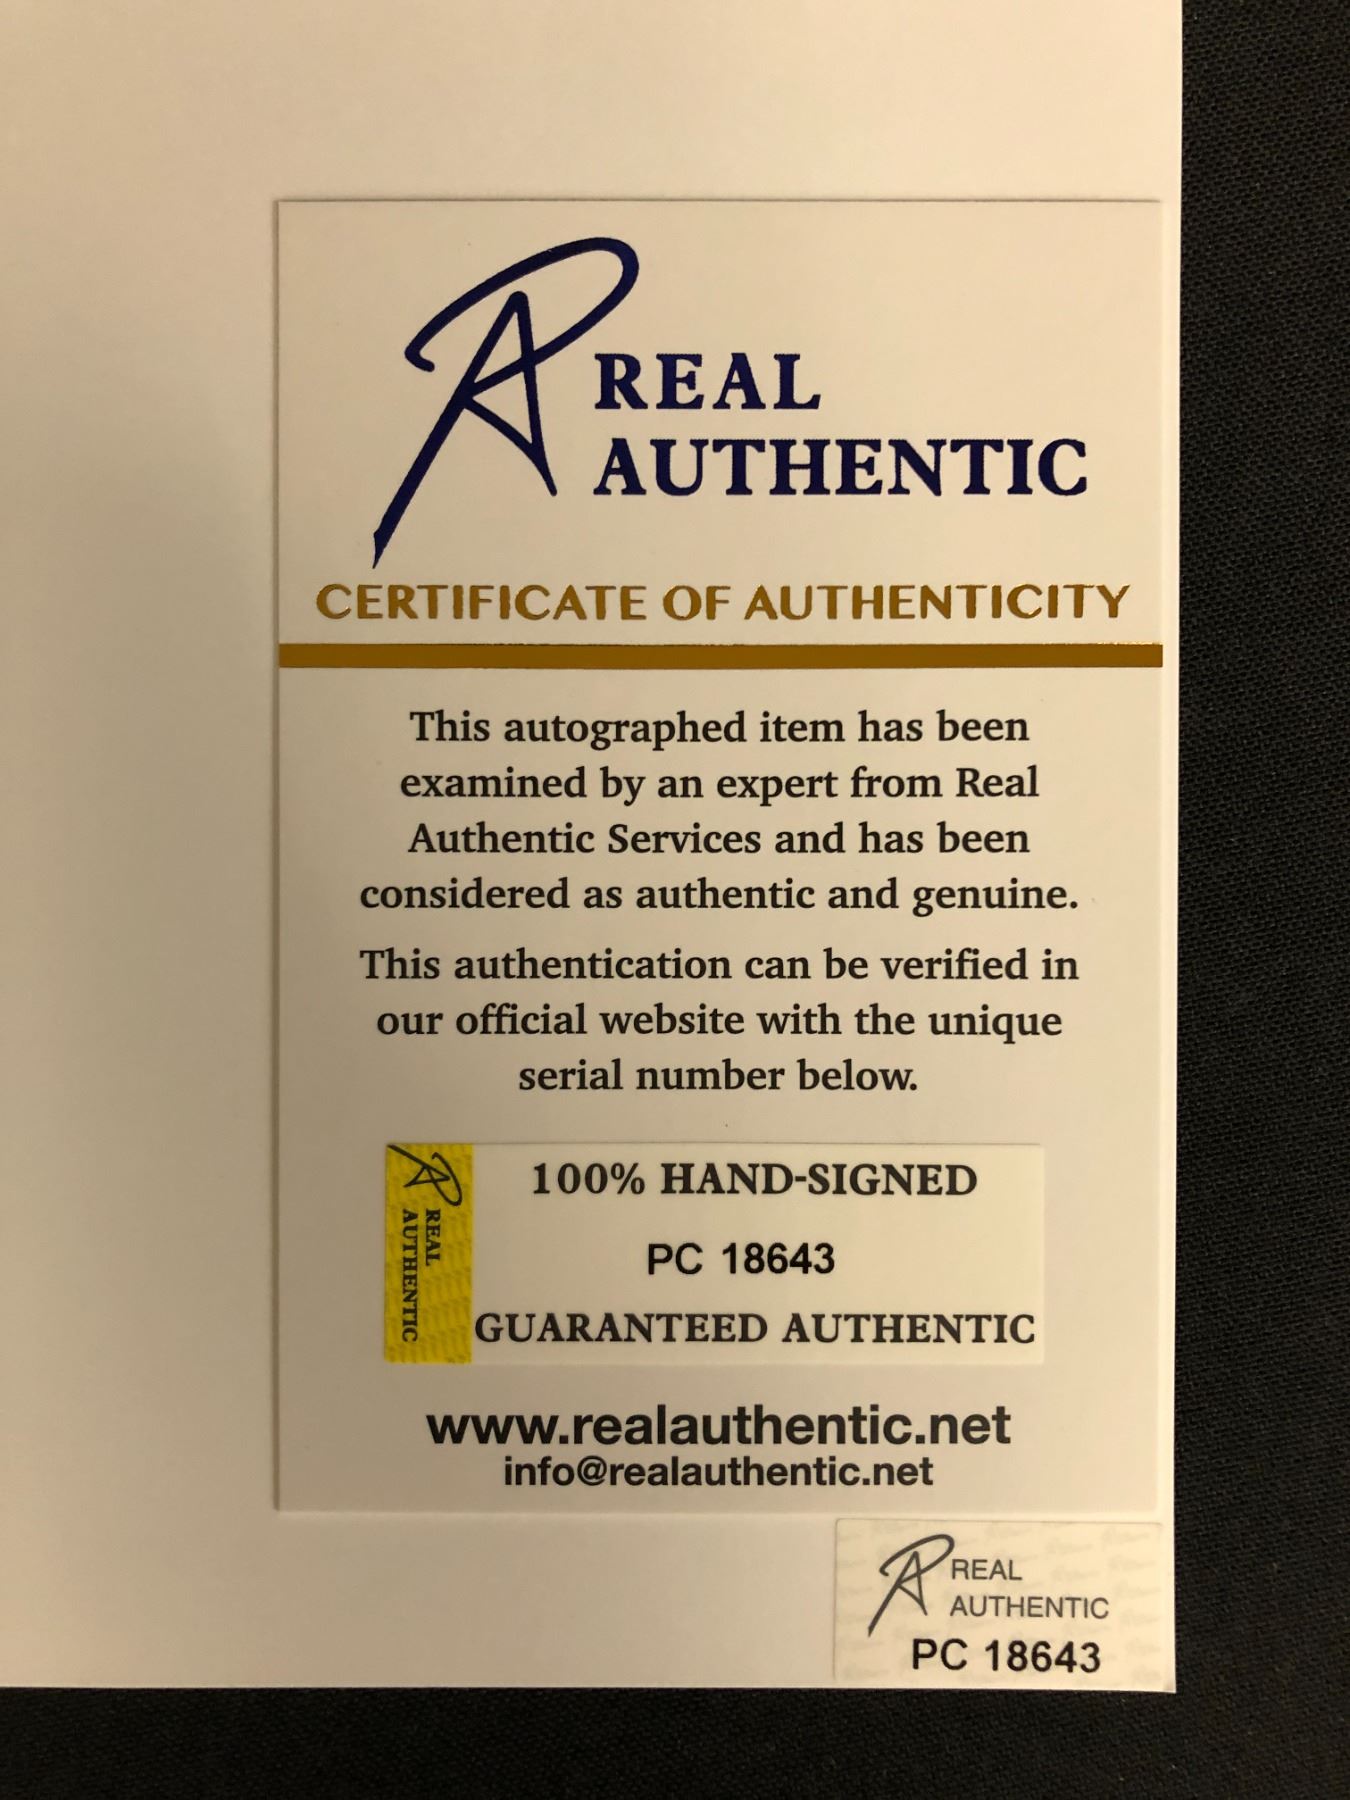 REAL
AUTHENTIC
CERTIFICATE OF AUTHENTICITY
This autographed item has been
examined by an expert from Real
Authentic Services and has been
considered as authentic and genuine.
This authentication can be verified in
our official website with the unique
serial number below.
REAL
AUTHENTIC
100% HAND-SIGNED
PC 18643
GUARANTEED AUTHENTIC
www.realauthentic.net
info@realauthentic.net
REAL
AUTHENTIC
PC 18643